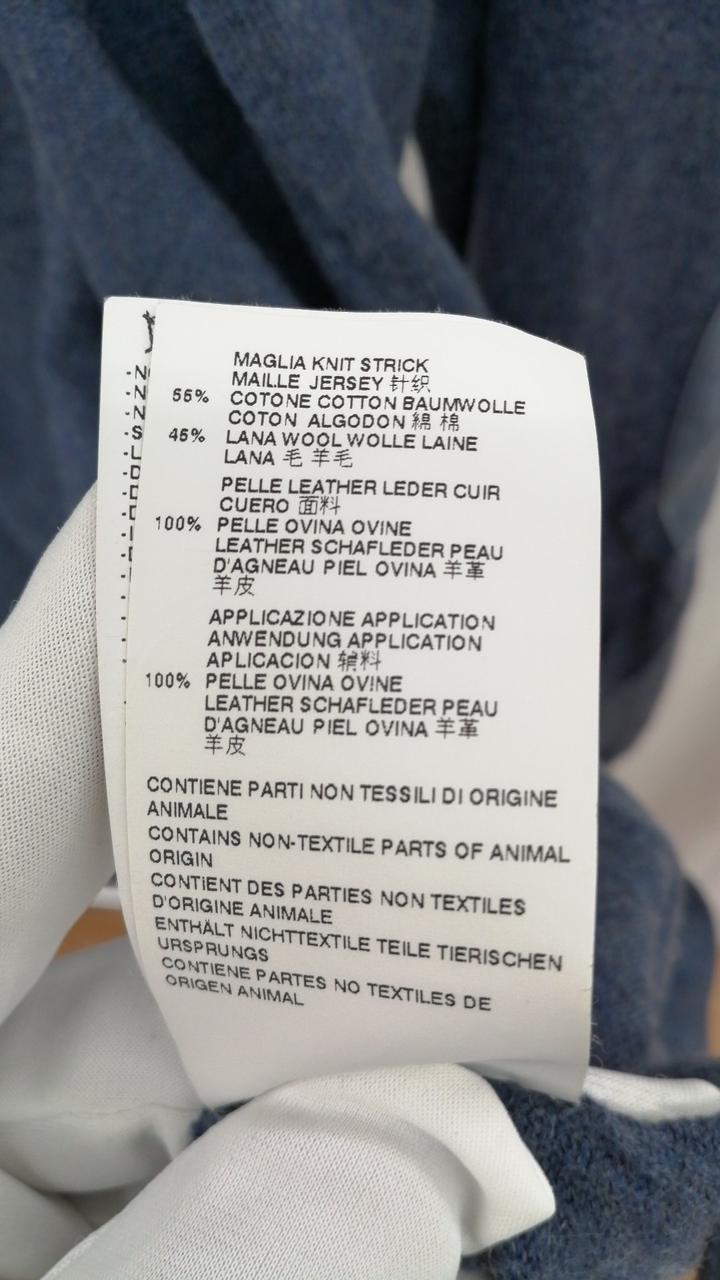 MAGLIA KNIT STRICK
MAILLE JERSEY 针织
55% COTONE COTTON BAUMWOLLE
COTON ALGODON 綿 棉
45% LANA WOOL WOLLE LAINE
LANA 毛 羊毛
PELLE LEATHER LEDER CUIR
CUERO 面料
100% PELLE OVINA OVINE
LEATHER SCHAFLEDER PEAU
D'AGNEAU PIEL OVINA 羊革
羊皮
APPLICAZIONE APPLICATION
ANWENDUNG APPLICATION
APLICACION 辅料
100% PELLE OVINA OVINE
LEATHER SCHAFLEDER PEAU
D'AGNEAU PIEL OVINA 羊革
羊皮
CONTIENE PARTI NON TESSILI DI ORIGINE
ANIMALE
CONTAINS NON-TEXTILE PARTS OF ANIMAL
ORIGIN
CONTIENT DES PARTIES NON TEXTILES
D'ORIGINE ANIMALE
ENTHÄLT NICHTTEXTILE TEILE TIERISCHEN
URSPRUNGS
CONTIENE PARTES NO TEXTILES DE
ORIGEN ANIMAL